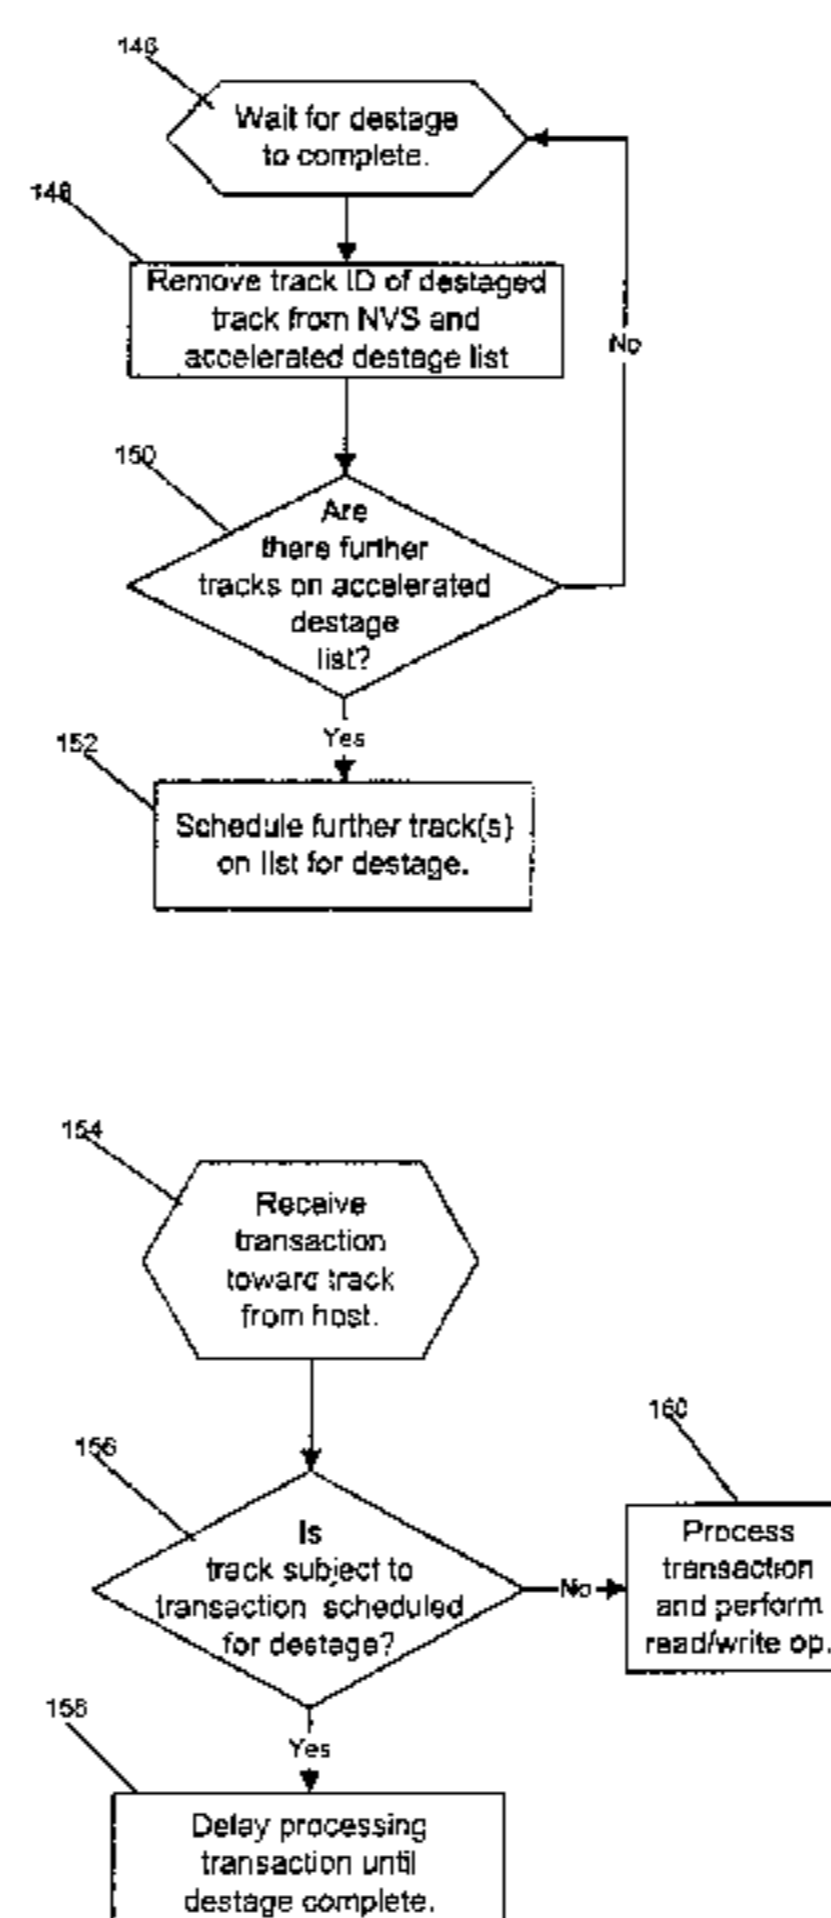 146
Wait for destage
to complete.
148
Remove track ID of destaged
track from NVS and
accelerated destage list
No
150
Are
there further
tracks on accelerated
destage
list?
Yes
152
Schedule further track(s)
on list for destage.
154
Receive
transaction
toward track
from host.
156
Is
track subject to
transaction scheduled
for destage?
No
160
Process
transaction
and perform
read/write op.
Yes
158
Delay processing
transaction until
destage complete.